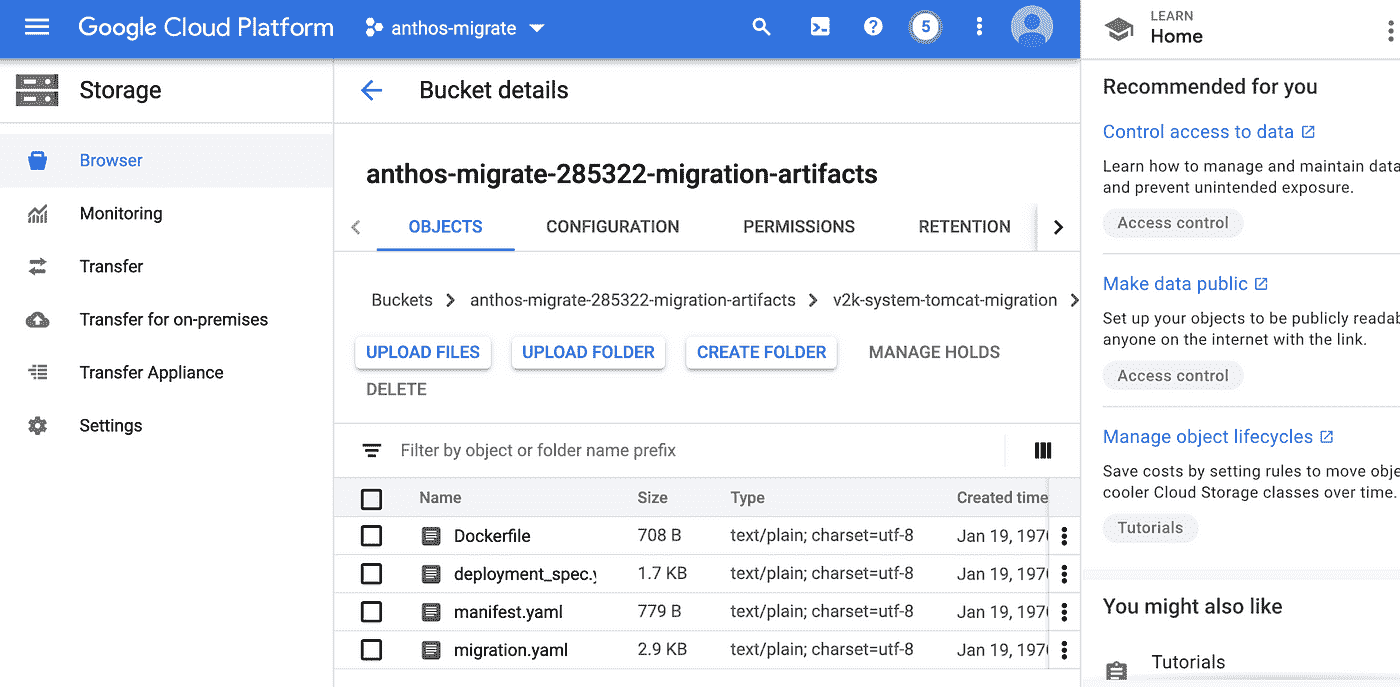 Google Cloud Platform
anthos-migrate
5
Storage
Browser
Monitoring
Transfer
Transfer for on-premises
Transfer Appliance
Settings
Bucket details
anthos-migrate-285322-migration-artifacts
OBJECTS CONFIGURATION PERMISSIONS RETENTION
Buckets anthos-migrate-285322-migration-artifacts v2k-system-tomcat-migration
UPLOAD FILES UPLOAD FOLDER CREATE FOLDER MANAGE HOLDS
DELETE
Filter by object or folder name prefix
Name Size Type Created time
Dockerfile 708 B text/plain; charset=utf-8 Jan 19, 197
deployment_spec.y 1.7 KB text/plain; charset=utf-8 Jan 19, 197
manifest.yaml 779 B text/plain; charset=utf-8 Jan 19, 197
migration.yaml 2.9 KB text/plain; charset=utf-8 Jan 19, 197
LEARN
Home
Recommended for you
Control access to data
Learn how to manage and maintain data
and prevent unintended exposure.
Access control
Make data public
Set up your objects to be publicly readab
anyone on the internet with the link.
Access control
Manage object lifecycles
Save costs by setting rules to move obje
cooler Cloud Storage classes over time.
Tutorials
You might also like
Tutorials